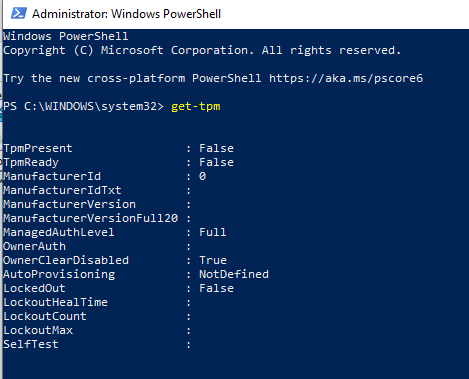 Administrator: Windows PowerShell
Windows PowerShell
Copyright (C) Microsoft Corporation. All rights reserved.
Try the new cross-platform PowerShell https://aka.ms/pscore6
PS C:\WINDOWS\system32> get-tpm
TpmPresent : False
TpmReady : False
ManufacturerId : 0
ManufacturerIdTxt :
ManufacturerVersion :
ManufacturerVersionFull20 :
ManagedAuthLevel : Full
OwnerAuth :
OwnerClearDisabled : True
AutoProvisioning : NotDefined
LockedOut : False
LockoutHealTime :
LockoutCount :
LockoutMax :
SelfTest :